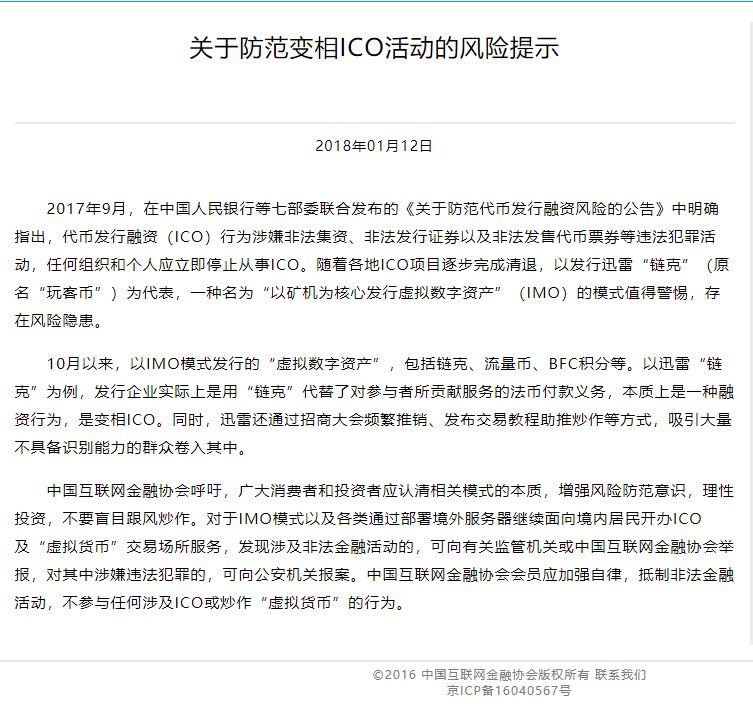 关于防范变相ICO活动的风险提示
2018年01月12日
2017年9月，在中国人民银行等七部委联合发布的《关于防范代币发行融资风险的公告》中明确
指出，代币发行融资（ICO）行为涉嫌非法集资、非法发行证券以及非法发售代币票券等违法犯罪活
动，任何组织和个人应立即停止从事ICO。随着各地ICO项目逐步完成清退，以发行迅雷“链克”（原
名“玩客币”）为代表，一种名为“以矿机为核心发行虚拟数字资产”（IMO）的模式值得警惕，存
在风险隐患。
10月以来，以IMO模式发行的“虚拟数字资产”，包括链克、流量币、BFC积分等。以迅雷“链
克”为例，发行企业实际上是用“链克”代替了对参与者所贡献服务的法币付款义务，本质上是一种融
资行为，是变相ICO。同时，迅雷还通过招商大会频繁推销、发布交易教程助推炒作等方式，吸引大量
不具备识别能力的群众卷入其中。
中国互联网金融协会呼吁，广大消费者和投资者应认清相关模式的本质，增强风险防范意识，理性
投资，不要盲目跟风炒作。对于IMO模式以及各类通过部署境外服务器继续面向境内居民开办ICO
及“虚拟货币”交易场所服务，发现涉及非法金融活动的，可向有关监管机关或中国互联网金融协会举
报，对其中涉嫌违法犯罪的，可向公安机关报案。中国互联网金融协会会员应加强自律，抵制非法金融
活动，不参与任何涉及ICO或炒作“虚拟货币”的行为。
©2016 中国互联网金融协会版权所有 联系我们
京ICP备16040567号